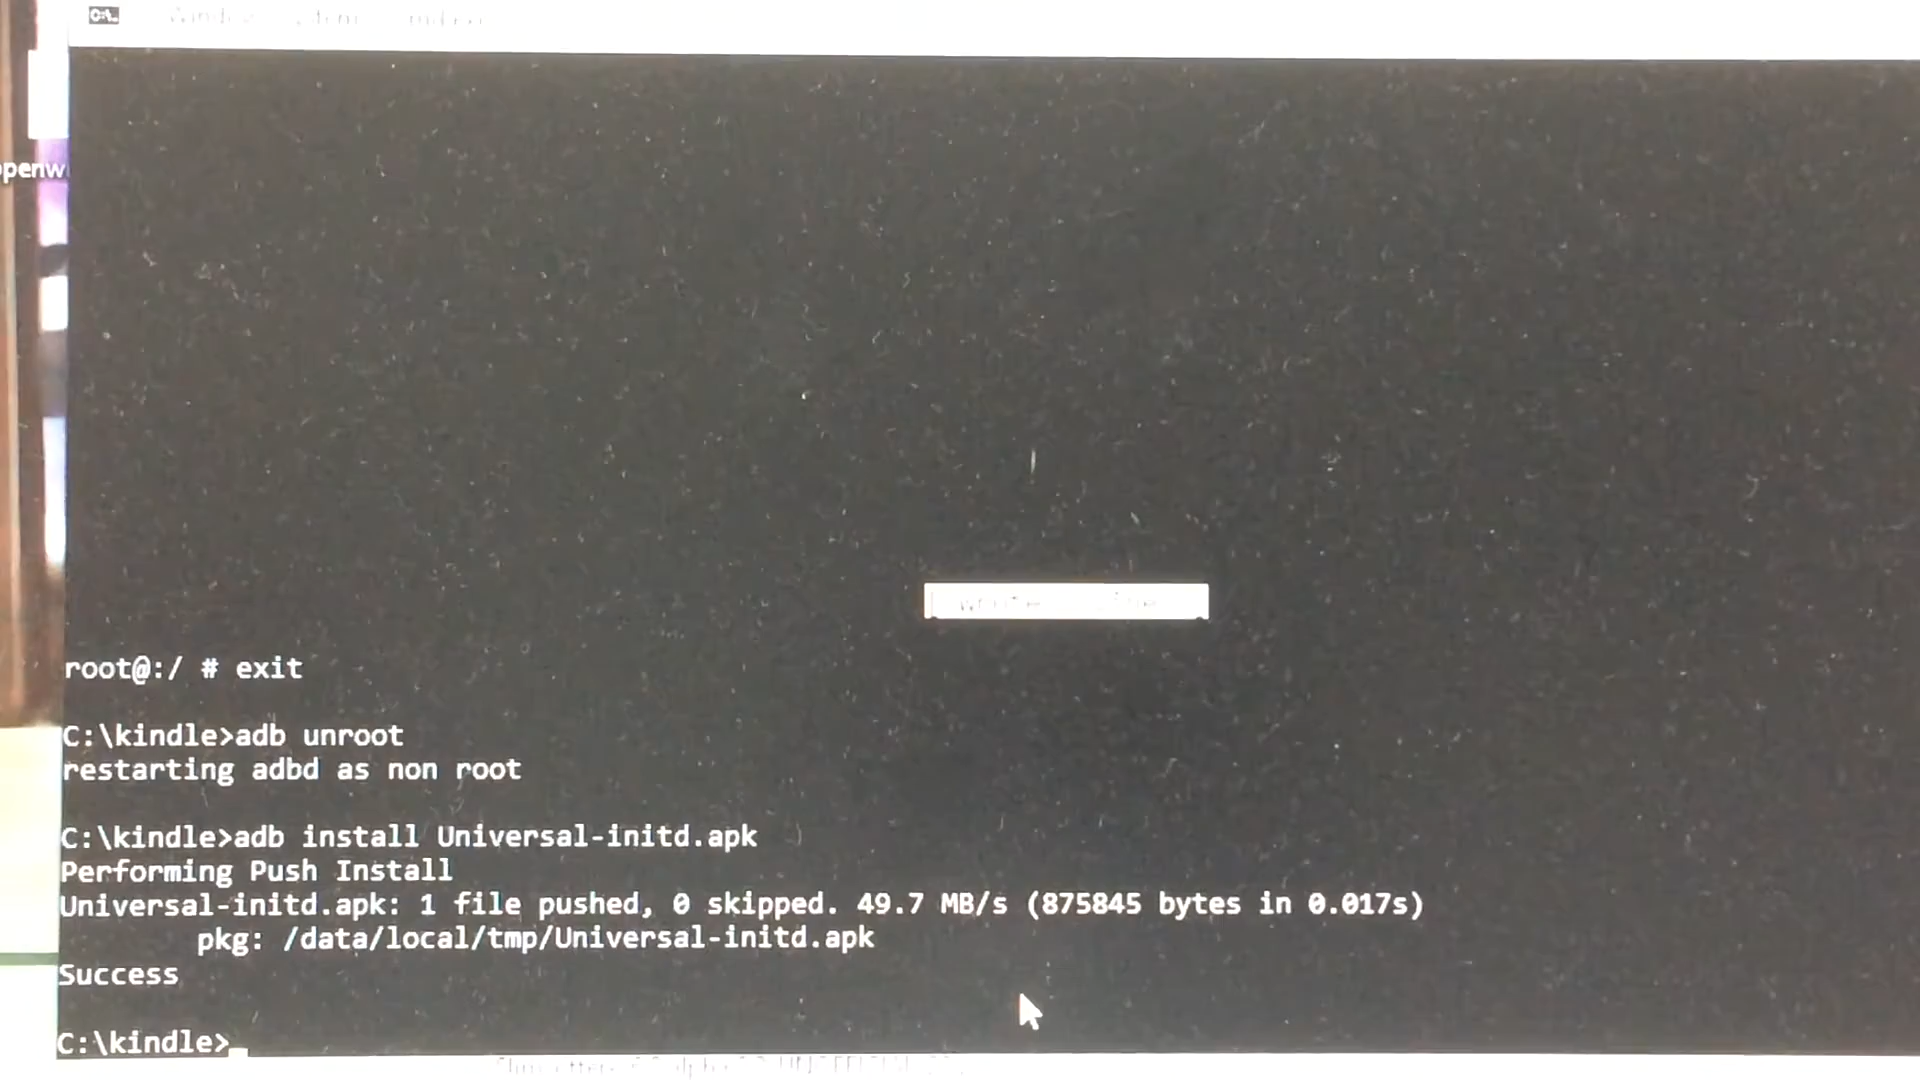 root@:/ # exit
C:\kindle>adb unroot
restarting adbd as non root
C:\kindle>adb install Universal-initd.apk
Performing Push Install
Universal-initd.apk: 1 file pushed, 0 skipped. 49.7 MB/s (875845 bytes in 0.017s)
pkg: /data/local/tmp/Universal-initd.apk
Success
C:\kindle>